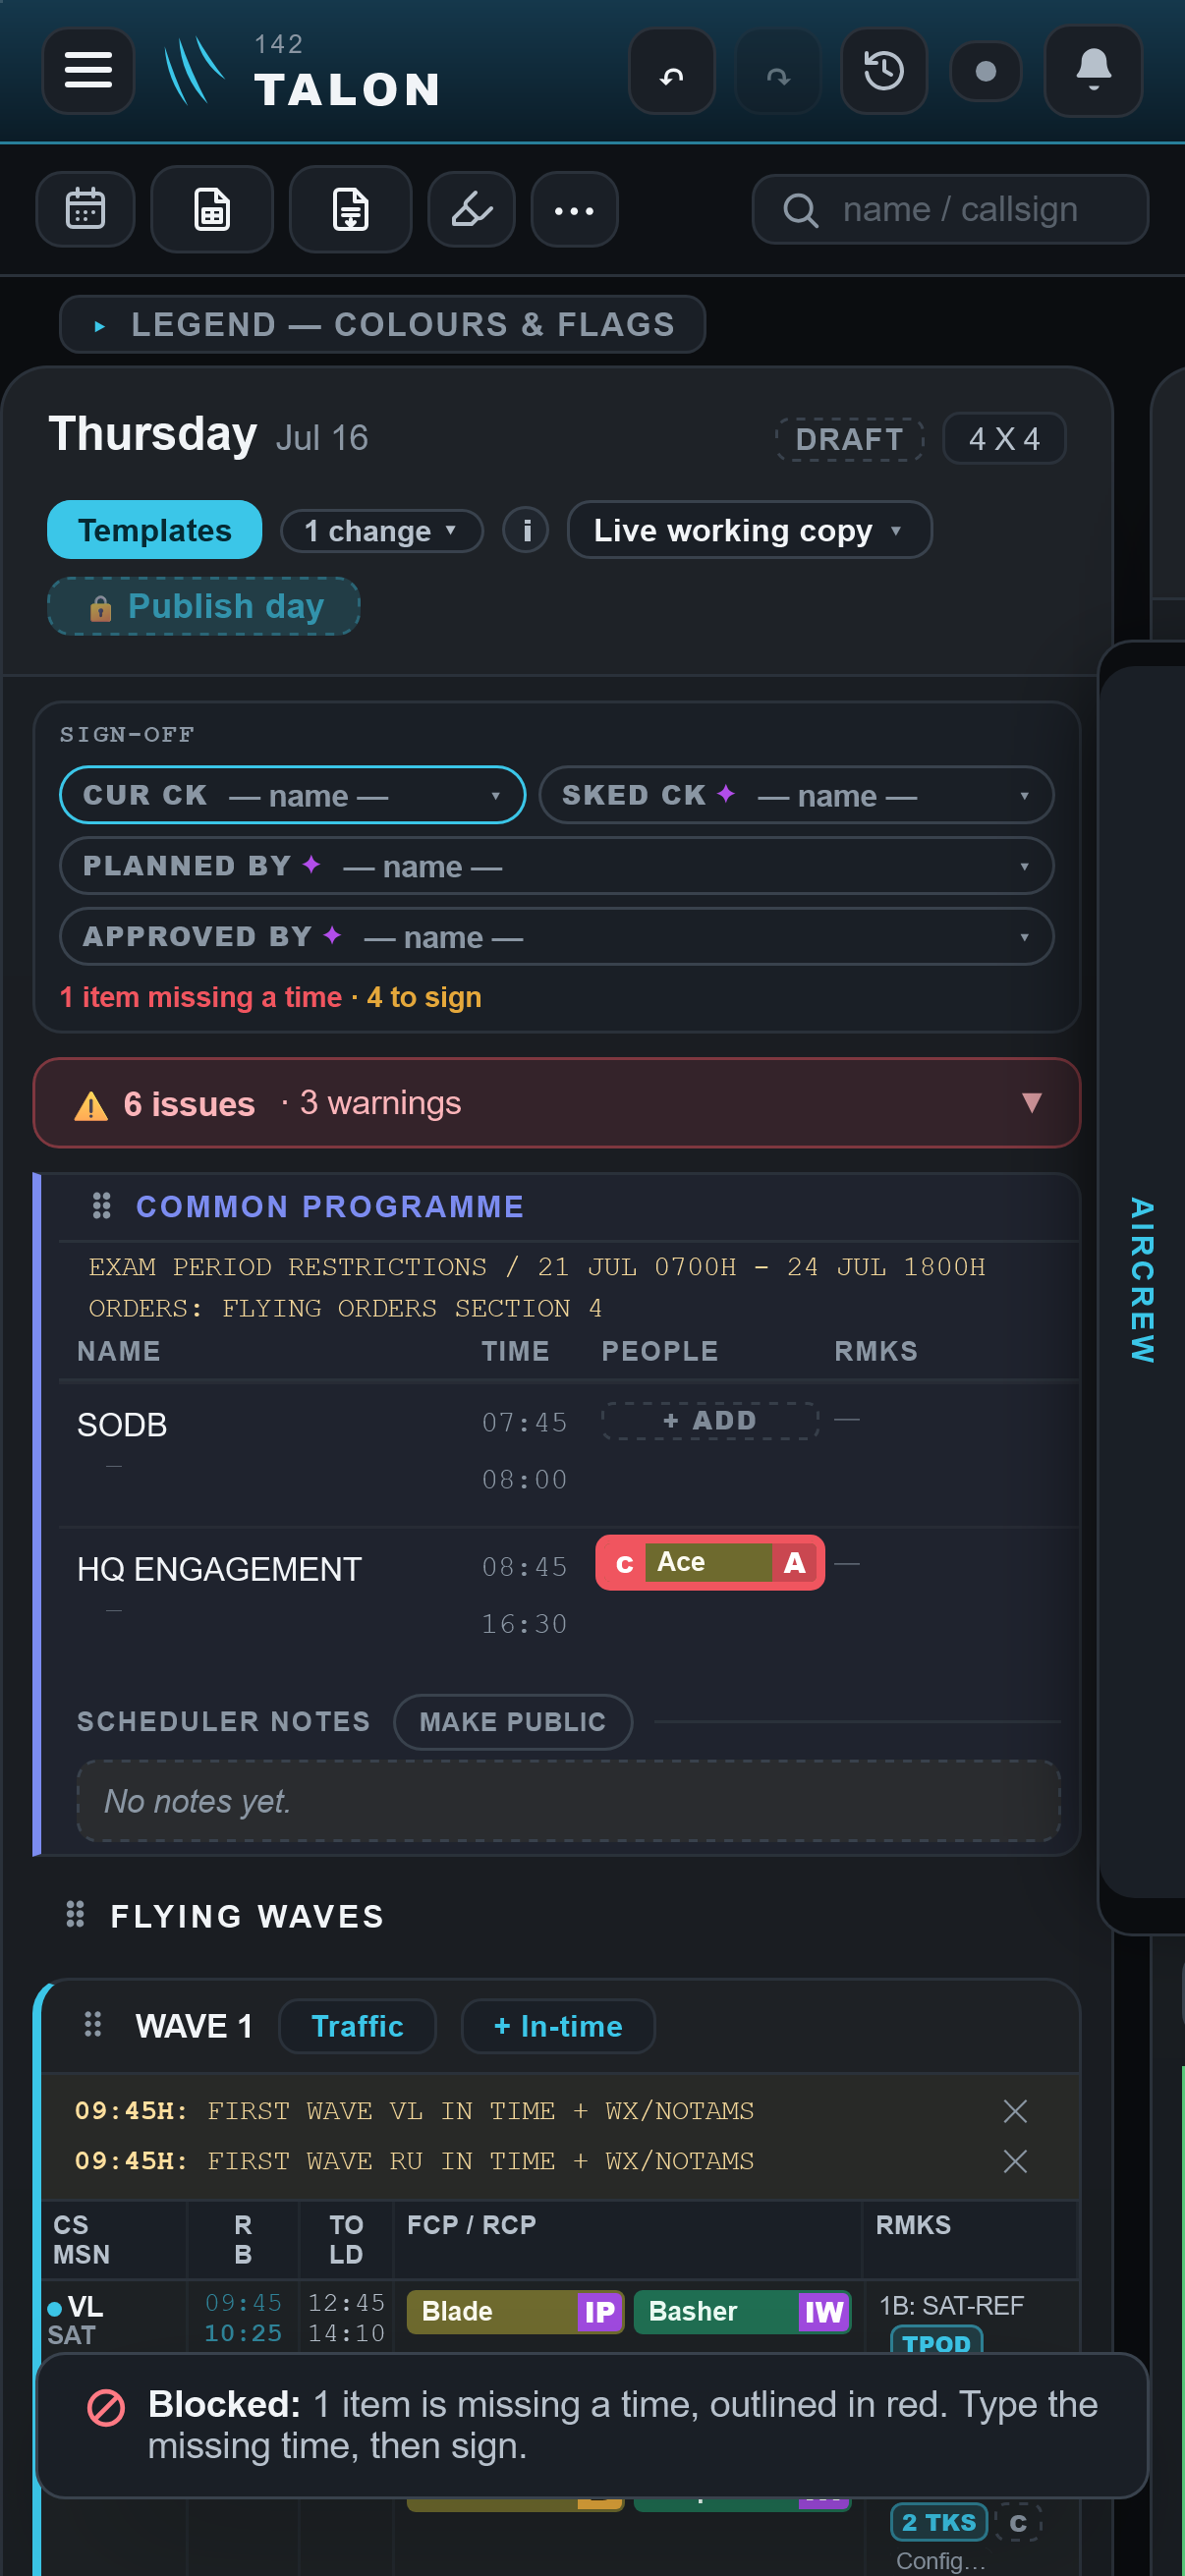 142
TALON
name / callsign
LEGEND — COLOURS & FLAGS
Thursday Jul 16 DRAFT 4 X 4
Templates 1 change i Live working copy
Publish day
SIGN-OFF
CUR CK — name — SKED CK — name —
PLANNED BY — name —
APPROVED BY — name —
1 item missing a time · 4 to sign
6 issues · 3 warnings
COMMON PROGRAMME
EXAM PERIOD RESTRICTIONS / 21 JUL 0700H - 24 JUL 1800H
ORDERS: FLYING ORDERS SECTION 4
NAME TIME PEOPLE RMKS
SODB 07:45 + ADD —
— 08:00
HQ ENGAGEMENT 08:45 C Ace A —
— 16:30
SCHEDULER NOTES MAKE PUBLIC
No notes yet.
AIRCREW
FLYING WAVES
WAVE 1 Traffic + In-time
09:45H: FIRST WAVE VL IN TIME + WX/NOTAMS
09:45H: FIRST WAVE RU IN TIME + WX/NOTAMS
CS R TO FCP / RCP RMKS
MSN B LD
VL 09:45 12:45 Blade IP Basher IW 1B: SAT-REF
SAT 10:25 14:10 TPOD
Blocked: 1 item is missing a time, outlined in red. Type the
missing time, then sign.
2 TKS C
Config...